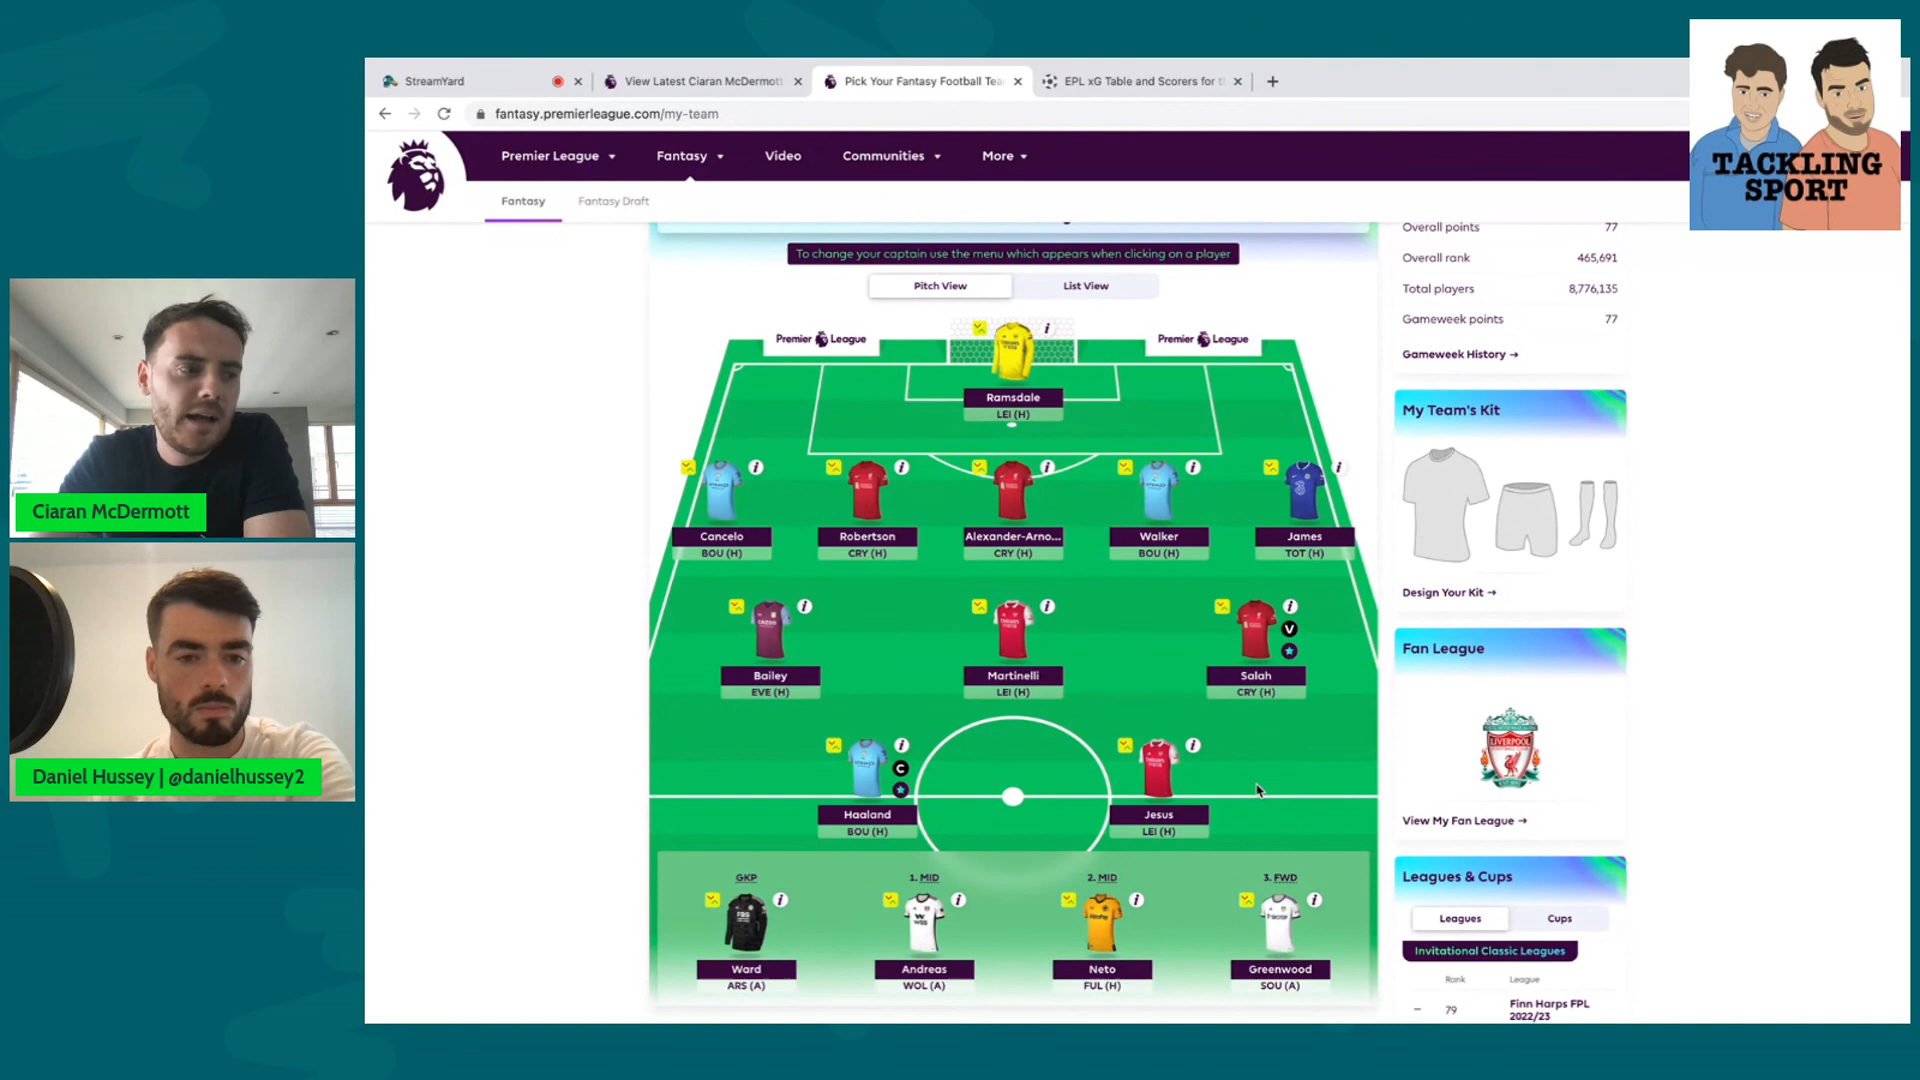 StreamYard
View Latest Ciaran McDermott
Pick Your Fantasy Football Tea
EPL xG Table and Scorers for t
fantasy.premierleague.com/my-team
Premier League
Fantasy
Video
Communities
More
Fantasy
Fantasy Draft
TACKLING
SPORT
To change your captain use the menu which appears when clicking on a player
Pitch View
List View
Premier League
Premier League
Ramsdale
LEI (H)
Cancelo
BOU (H)
Robertson
CRY (H)
Alexander-Arno...
CRY (H)
Walker
BOU (H)
James
TOT (H)
Bailey
EVE (H)
Martinelli
LEI (H)
V
Salah
CRY (H)
C
Haaland
BOU (H)
Jesus
LEI (H)
GKP
Ward
ARS (A)
1. MID
Andreas
WOL (A)
2. MID
Neto
FUL (H)
3. FWD
Greenwood
SOU (A)
Overall points 77
Overall rank 465,691
Total players 8,776,135
Gameweek points 77
Gameweek History →
My Team's Kit
Design Your Kit →
Fan League
LIVERPOOL
View My Fan League →
Leagues & Cups
Leagues
Cups
Invitational Classic Leagues
Rank League
79 Finn Harps FPL
2022/23
Ciaran McDermott
Daniel Hussey | @danielhussey2